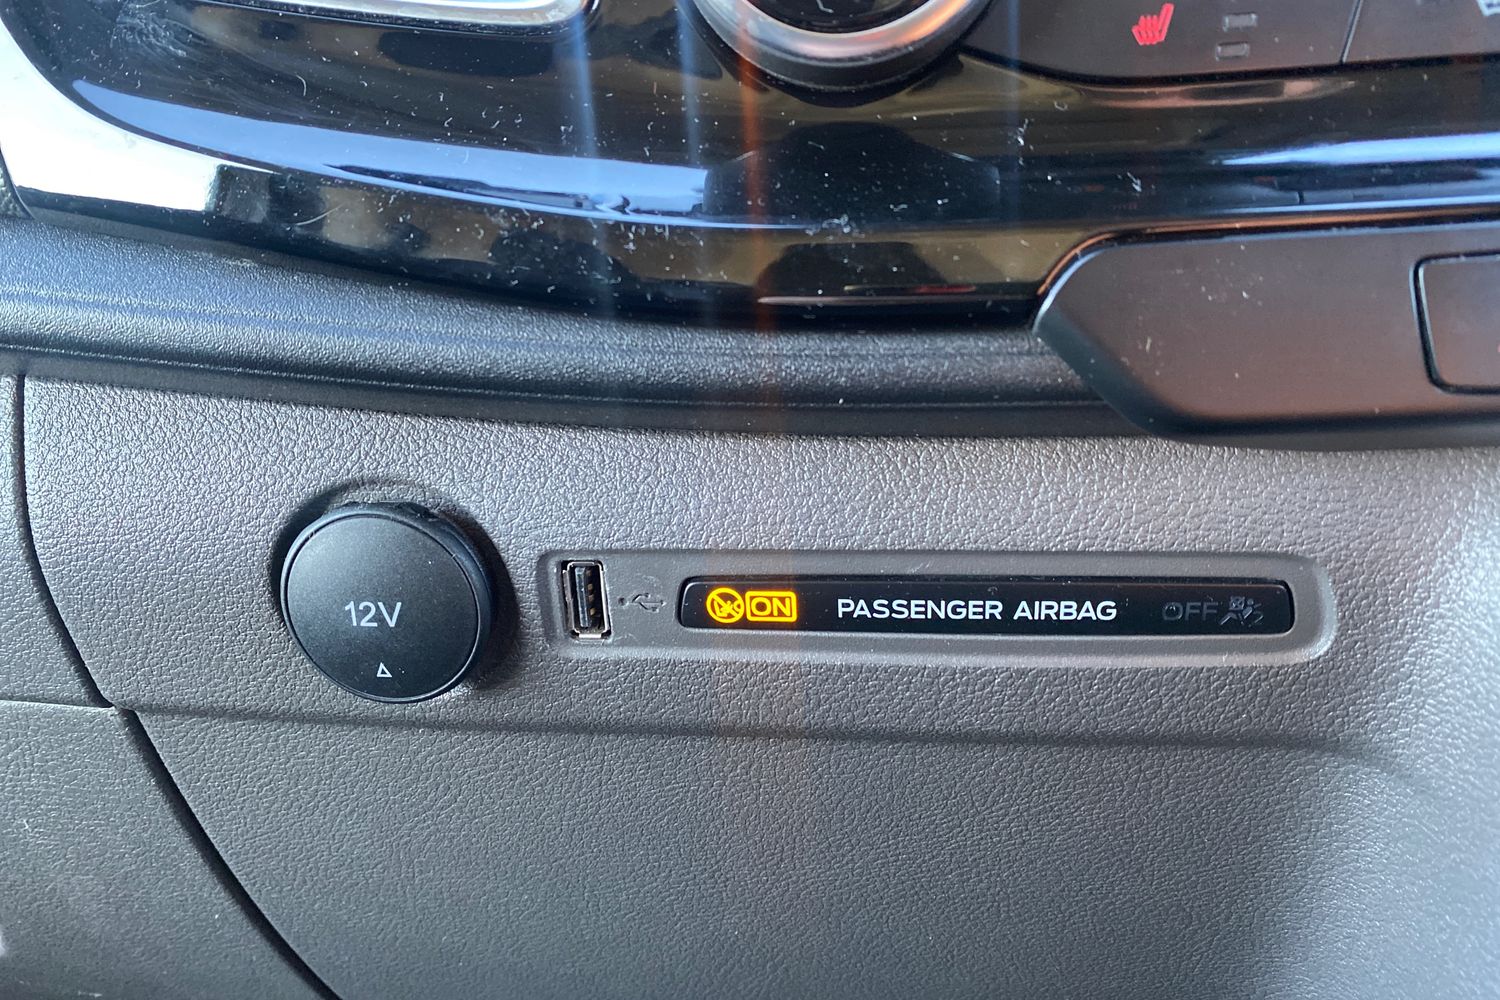 12V
ON PASSENGER AIRBAG OFF